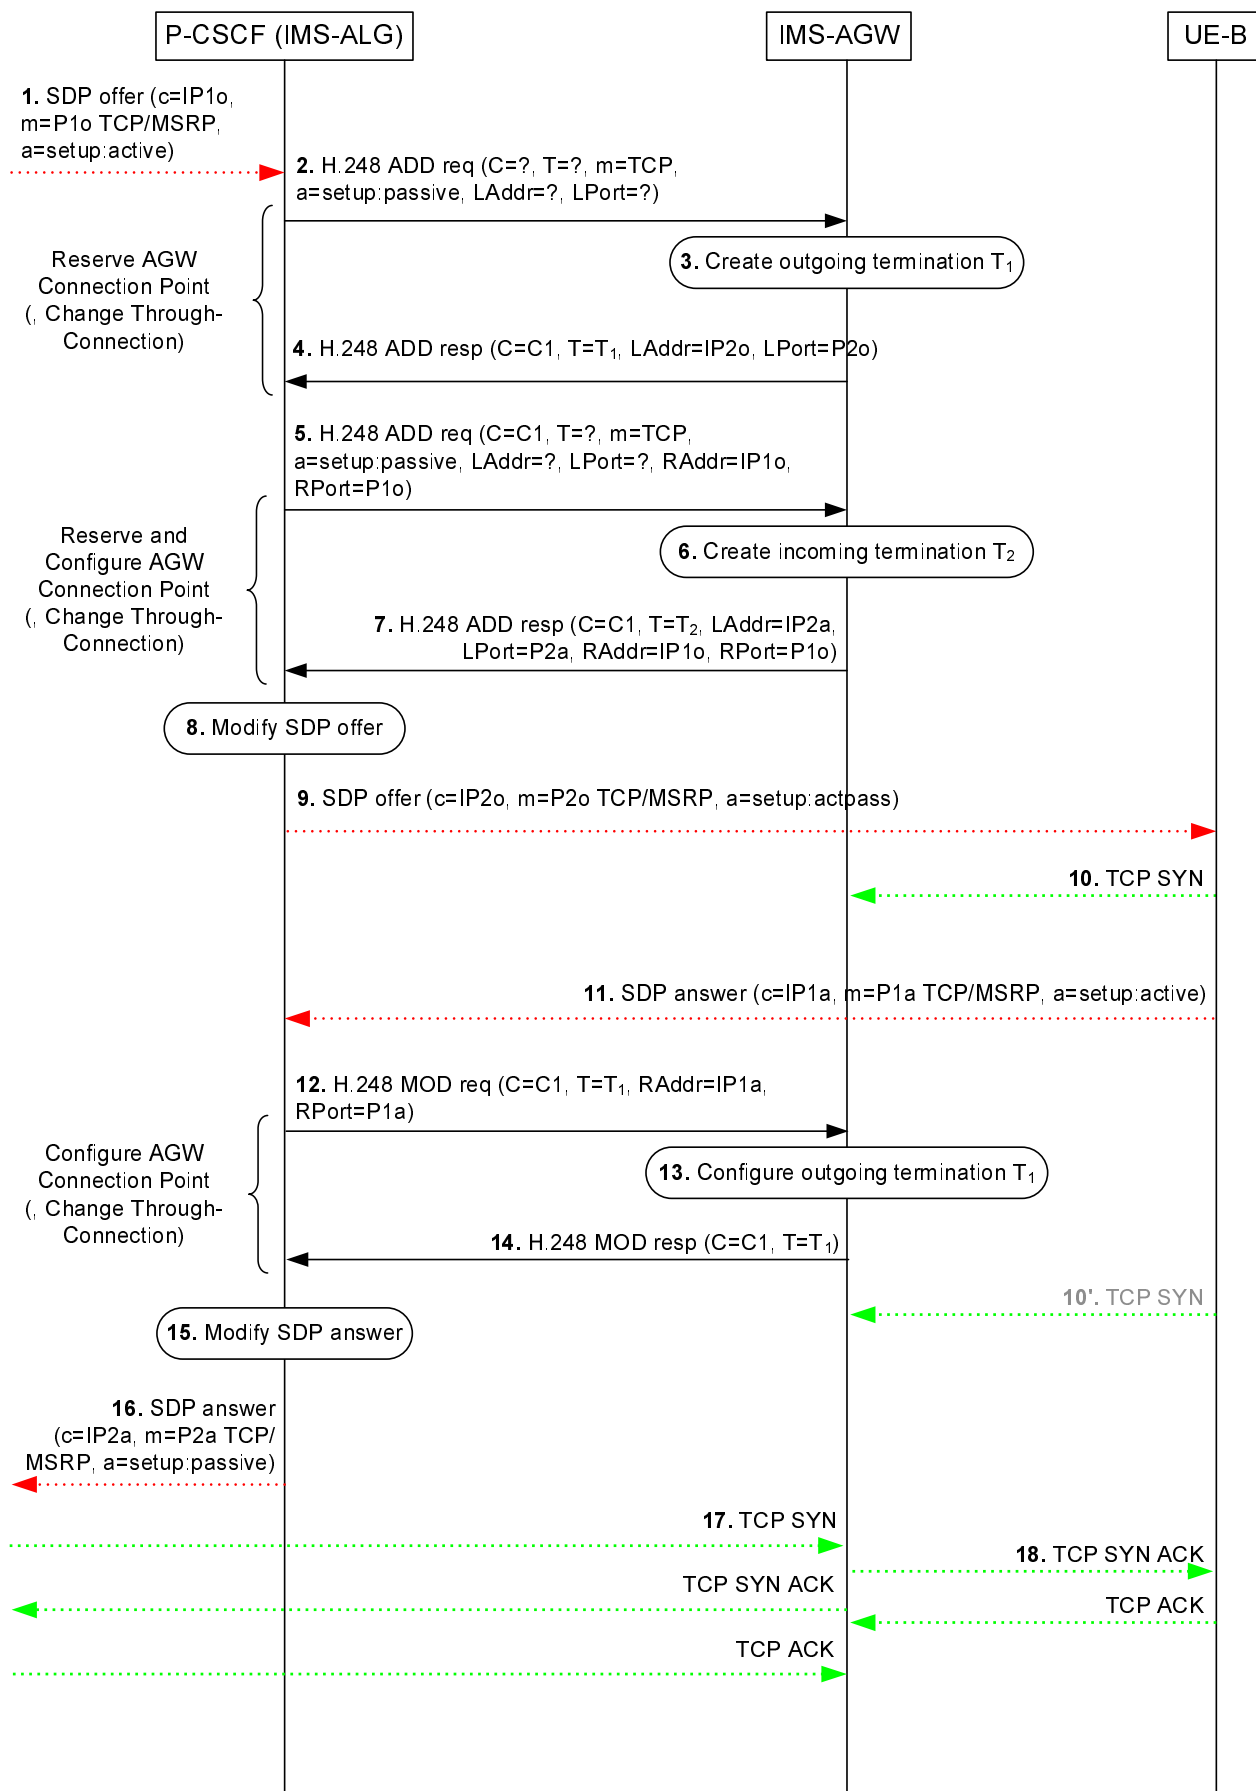 P-CSCF (IMS-ALG)
IMS-AGW
UE-B
1. SDP offer (c=IP1o,
m=P1o TCP/MSRP,
a=setup:active)
2. H.248 ADD req (C=?, T=?, m=TCP,
a=setup:passive, LAddr=?, LPort=?)
Reserve AGW
Connection Point
(, Change Through-
Connection)
3. Create outgoing termination T1
4. H.248 ADD resp (C=C1, T=T1, LAddr=IP2o, LPort=P2o)
5. H.248 ADD req (C=C1, T=?, m=TCP,
a=setup:passive, LAddr=?, LPort=?, RAddr=IP1o,
RPort=P1o)
Reserve and
Configure AGW
Connection Point
(, Change Through-
Connection)
6. Create incoming termination T2
7. H.248 ADD resp (C=C1, T=T2, LAddr=IP2a,
LPort=P2a, RAddr=IP1o, RPort=P1o)
8. Modify SDP offer
9. SDP offer (c=IP2o, m=P2o TCP/MSRP, a=setup:actpass)
10. TCP SYN
11. SDP answer (c=IP1a, m=P1a TCP/MSRP, a=setup:active)
12. H.248 MOD req (C=C1, T=T1, RAddr=IP1a,
RPort=P1a)
Configure AGW
Connection Point
(, Change Through-
Connection)
13. Configure outgoing termination T1
14. H.248 MOD resp (C=C1, T=T1)
10'. TCP SYN
15. Modify SDP answer
16. SDP answer
(c=IP2a, m=P2a TCP/
MSRP, a=setup:passive)
17. TCP SYN
18. TCP SYN ACK
TCP SYN ACK
TCP ACK
TCP ACK